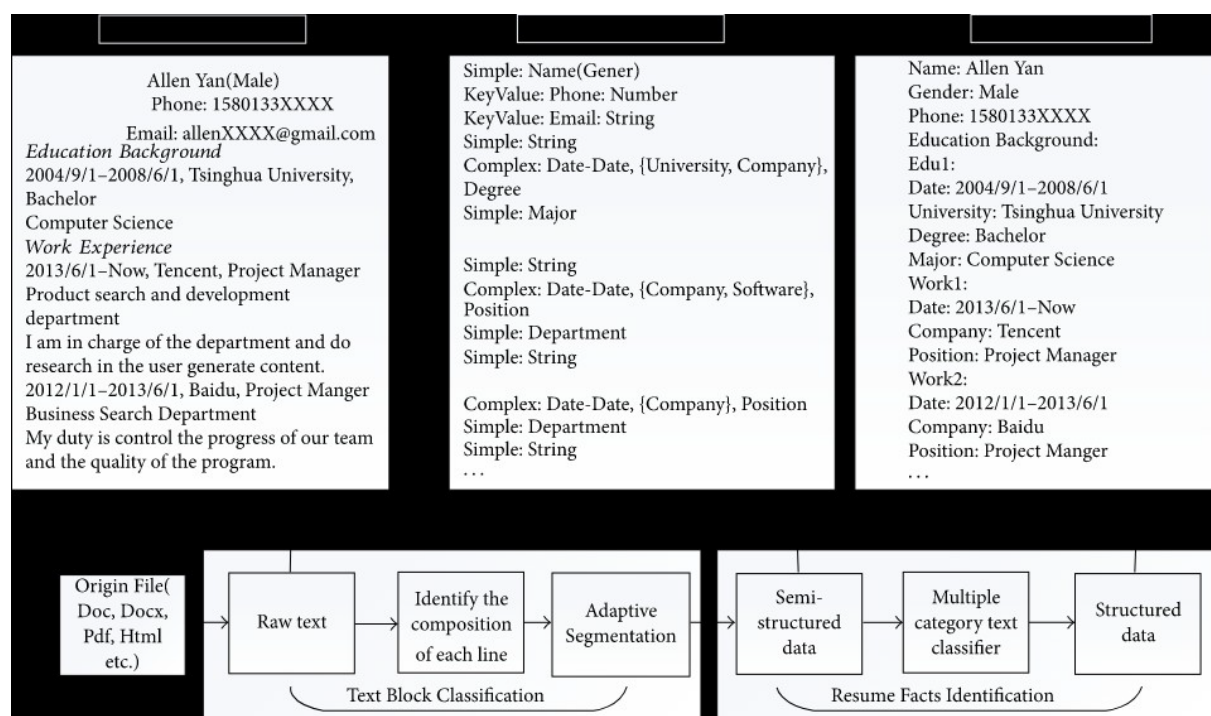 Allen Yan(Male)
Phone: 1580133XXXX
Email: allenXXXX@gmail.com
Education Background
2004/9/1–2008/6/1, Tsinghua University,
Bachelor
Computer Science
Work Experience
2013/6/1–Now, Tencent, Project Manager
Product search and development
department
I am in charge of the department and do
research in the user generate content.
2012/1/1–2013/6/1, Baidu, Project Manger
Business Search Department
My duty is control the progress of our team
and the quality of the program.
Simple: Name(Gener)
KeyValue: Phone: Number
KeyValue: Email: String
Simple: String
Complex: Date-Date, {University, Company},
Degree
Simple: Major
Simple: String
Complex: Date-Date, {Company, Software},
Position
Simple: Department
Simple: String
Complex: Date-Date, {Company}, Position
Simple: Department
Simple: String
...
Name: Allen Yan
Gender: Male
Phone: 1580133XXXX
Education Background:
Edu1:
Date: 2004/9/1–2008/6/1
University: Tsinghua University
Degree: Bachelor
Major: Computer Science
Work1:
Date: 2013/6/1–Now
Company: Tencent
Position: Project Manager
Work2:
Date: 2012/1/1–2013/6/1
Company: Baidu
Position: Project Manger
...
Origin File(
Doc, Docx,
Pdf, Html
etc.)
Raw text
Identify the
composition
of each line
Adaptive
Segmentation
Text Block Classification
Semi-
structured
data
Multiple
category text
classifier
Structured
data
Resume Facts Identification